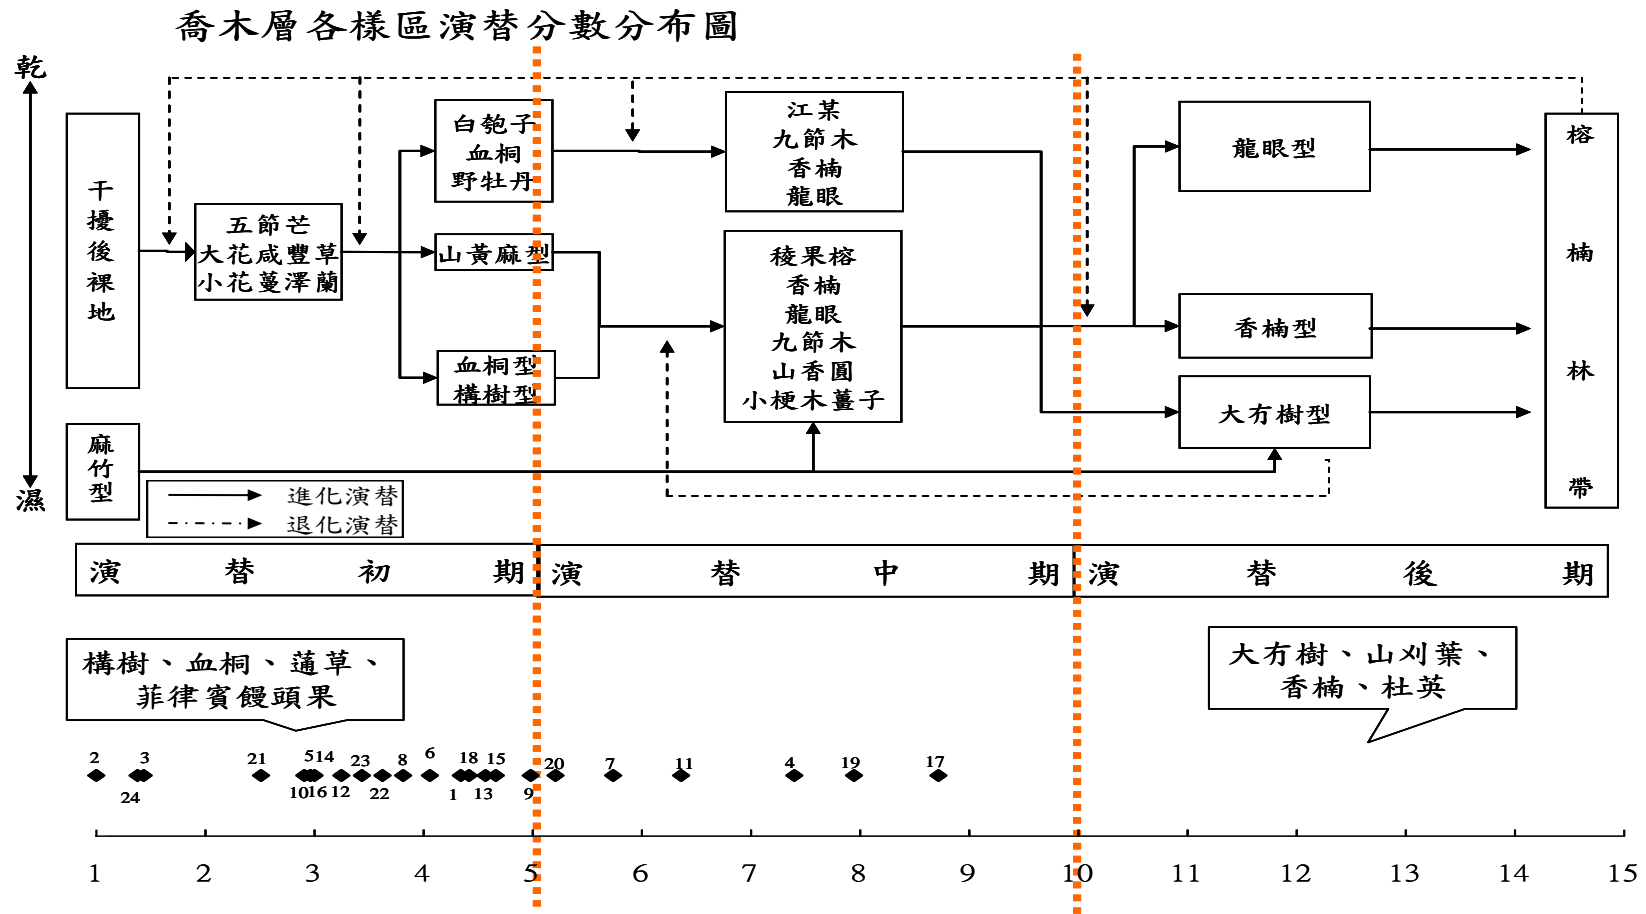 喬木層各樣區演替分數分布圖
乾
濕
干擾後裸地
麻竹型
五節芒
大花咸豐草
小花蔓澤蘭
白匏子
血桐
野牡丹
山黃麻型
血桐型
構樹型
江某
九節木
香楠
龍眼
稜果榕
香楠
龍眼
九節木
山香圓
小梗木薑子
龍眼型
香楠型
大冇樹型
榕楠林帶
進化演替
退化演替
演替初期
演替中期
演替後期
構樹、血桐、蓪草、
菲律賓饅頭果
大冇樹、山刈葉、
香楠、杜英
2 3 21 5 14 23 8 6 18 15 20 7 11 4 19 17
24 10 16 12 22 1 13 9
1 2 3 4 5 6 7 8 9 10 11 12 13 14 15